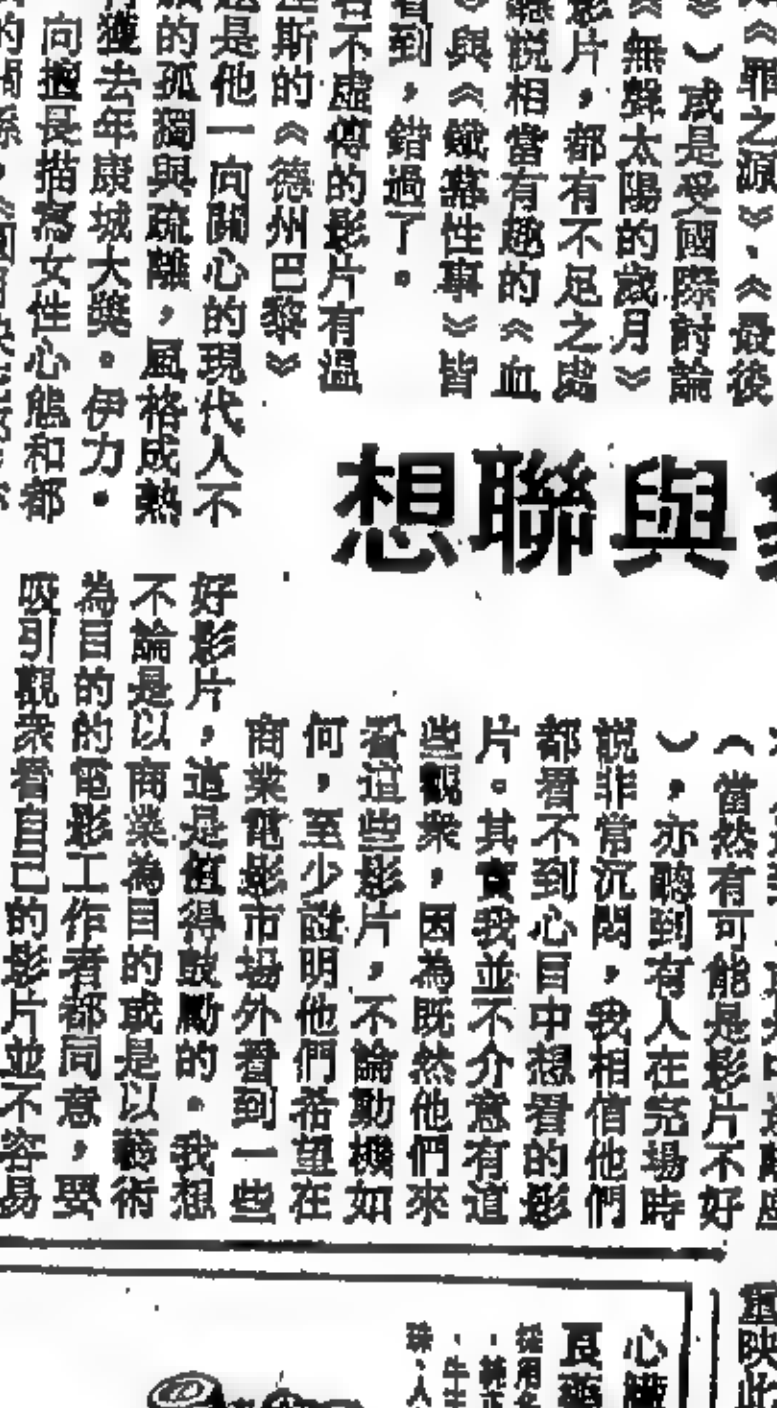 《罪之源》、《最後
》)或是受國際討論
《無聲太陽的歲月》
影片，都有不足之處
說相當有趣的《血
》與《鐵幕性事》皆
看到，錯過了。
不虛傳的影片有溫
斯的《德州巴黎》
是他一向關心的現代人不
的孤獨與疏離，風格成熟
獲去年康城大獎。伊力．
向擅長描寫女性心態和都
與聯想
(當然有可能是影片不好
)，亦聽到有人在完場時
說非常沉悶，我相信他們
都看不到心目中想看的影
片。其實我並不介意有這
些觀衆，因為既然他們來
看這些影片，不論動機如
何，至少證明他們希望在
商業電影市場外看到一些
好影片，這是值得鼓勵的。我想
不論是以商業為目的或是以藝術
為目的的電影工作者都同意，要
吸引觀衆看自己的影片並不容易
映此
心
良藥
採用